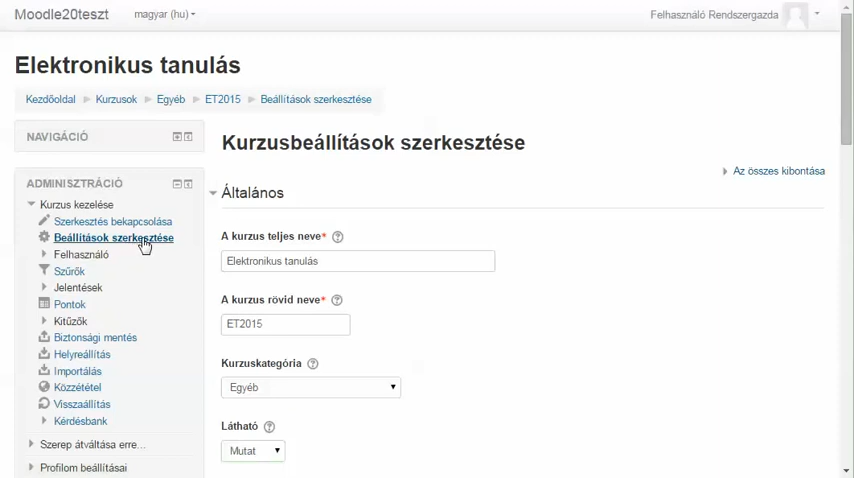 Moodle20teszt magyar (hu) Felhasználó Rendszergazda
Elektronikus tanulás
Kezdőoldal Kurzusok Egyéb ET2015 Beállítások szerkesztése
NAVIGÁCIÓ
ADMINISZTRÁCIÓ
Kurzus kezelése
Szerkesztés bekapcsolása
Beállítások szerkesztése
Felhasználó
Szűrők
Jelentések
Pontok
Kitűzők
Biztonsági mentés
Helyreállítás
Importálás
Közzététel
Visszaállítás
Kérdésbank
Szerep átváltása erre...
Profilom beállításai
Kurzusbeállítások szerkesztése
Az összes kibontása
Általános
A kurzus teljes neve*
Elektronikus tanulás
A kurzus rövid neve*
ET2015
Kurzuskategória
Egyéb
Látható
Mutat